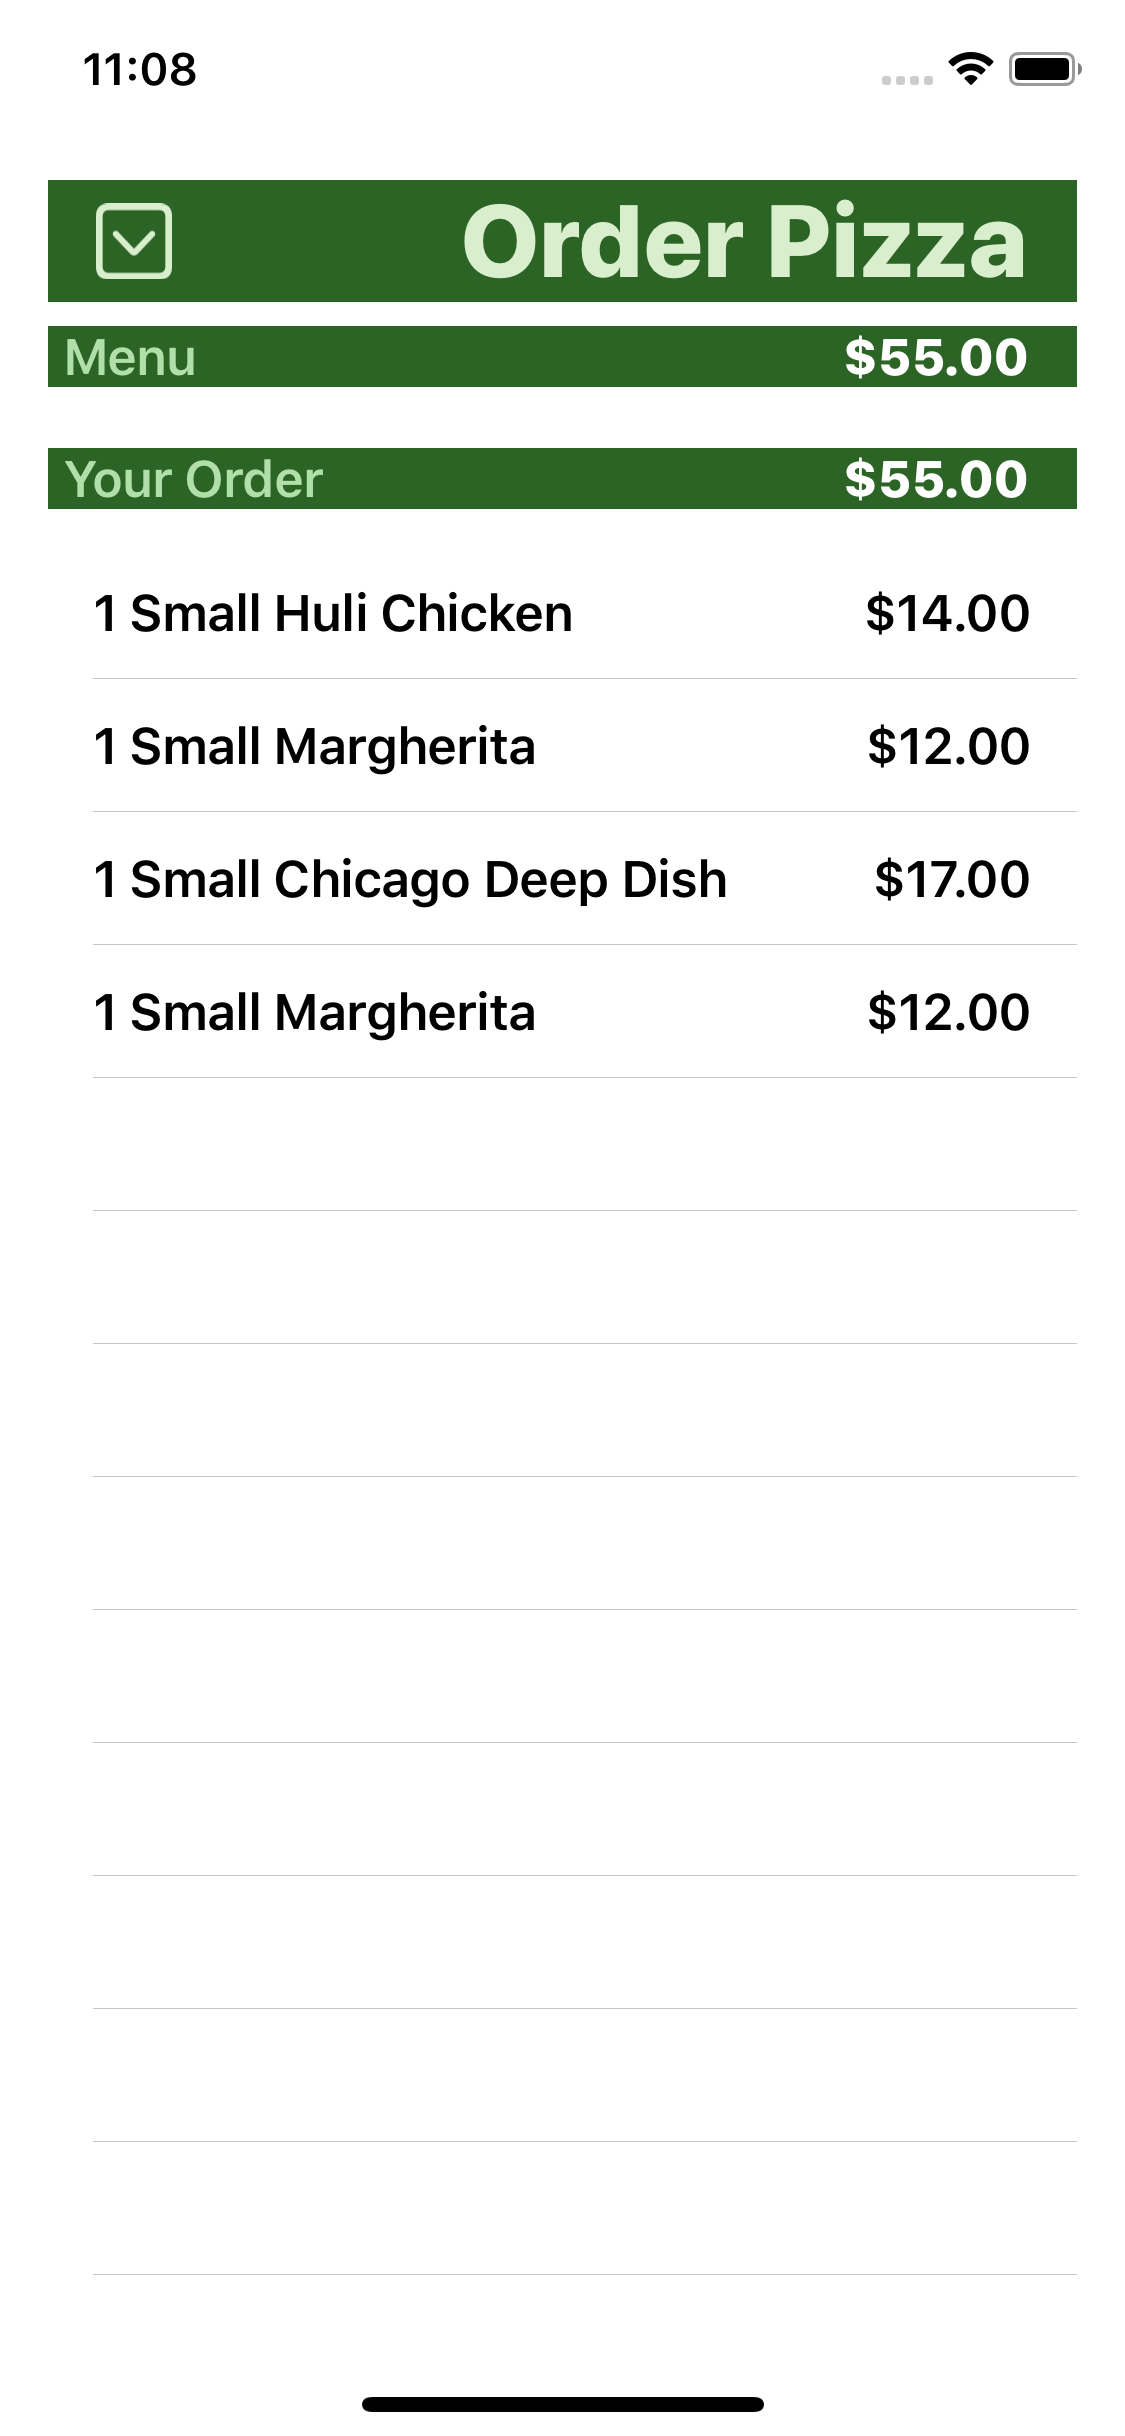 11:08
Order Pizza
Menu $55.00
Your Order $55.00
1 Small Huli Chicken $14.00
1 Small Margherita $12.00
1 Small Chicago Deep Dish $17.00
1 Small Margherita $12.00